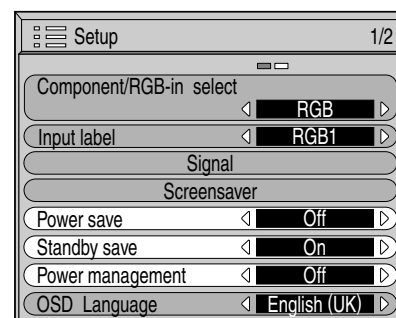 Setup 1/2
Component/RGB-in select
RGB
Input label RGB1
Signal
Screensaver
Power save Off
Standby save On
Power management Off
OSD Language English (UK)